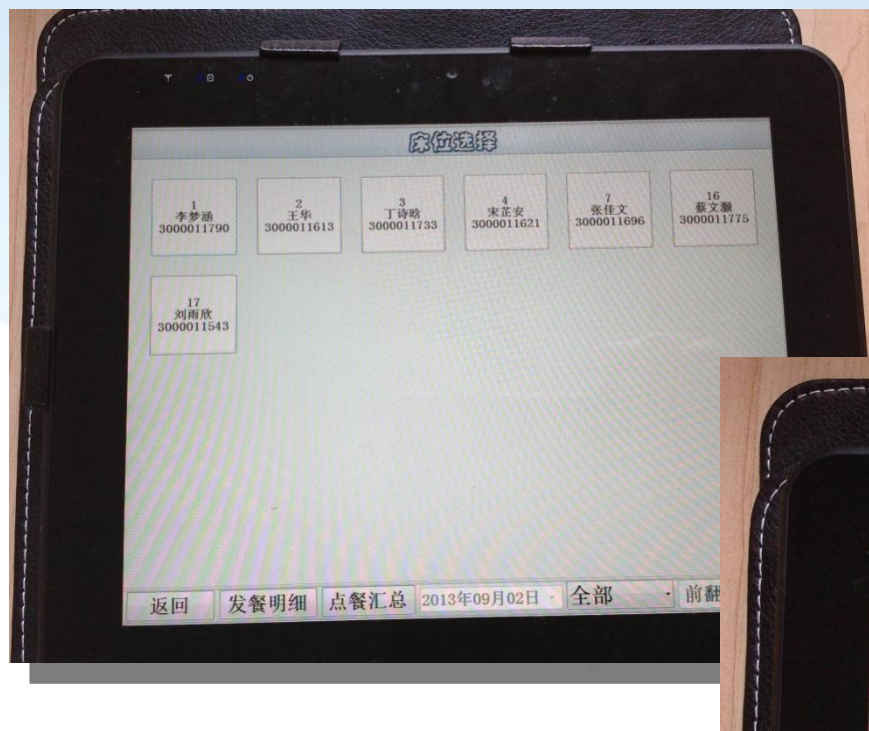 床位选择
1
李梦涵
3000011790
2
王华
3000011613
3
丁诗晗
3000011733
4
宋芷安
3000011621
7
张佳文
3000011696
16
蔡文灏
3000011775
17
刘雨欣
3000011543
返回 发餐明细 点餐汇总 2013年09月02日 全部 前翻